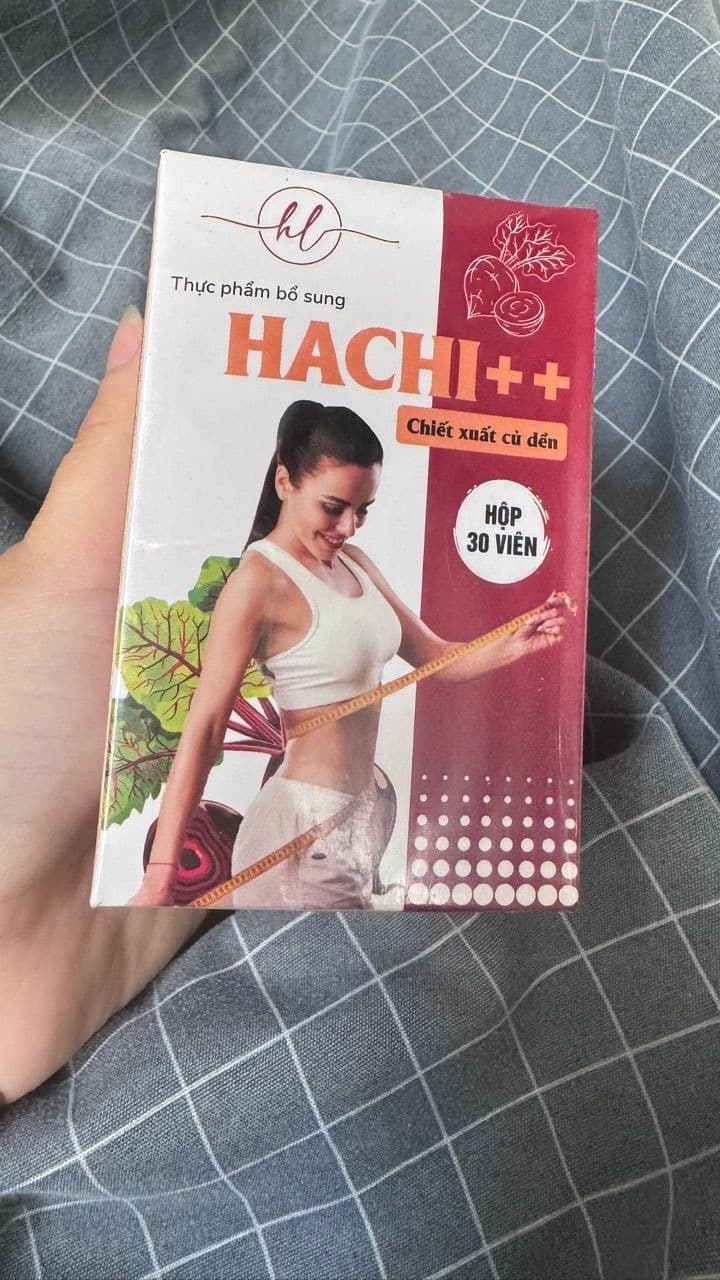 hl
Thực phẩm bổ sung
HACHI++
Chiết xuất củ dền
HỘP
30 VIÊN